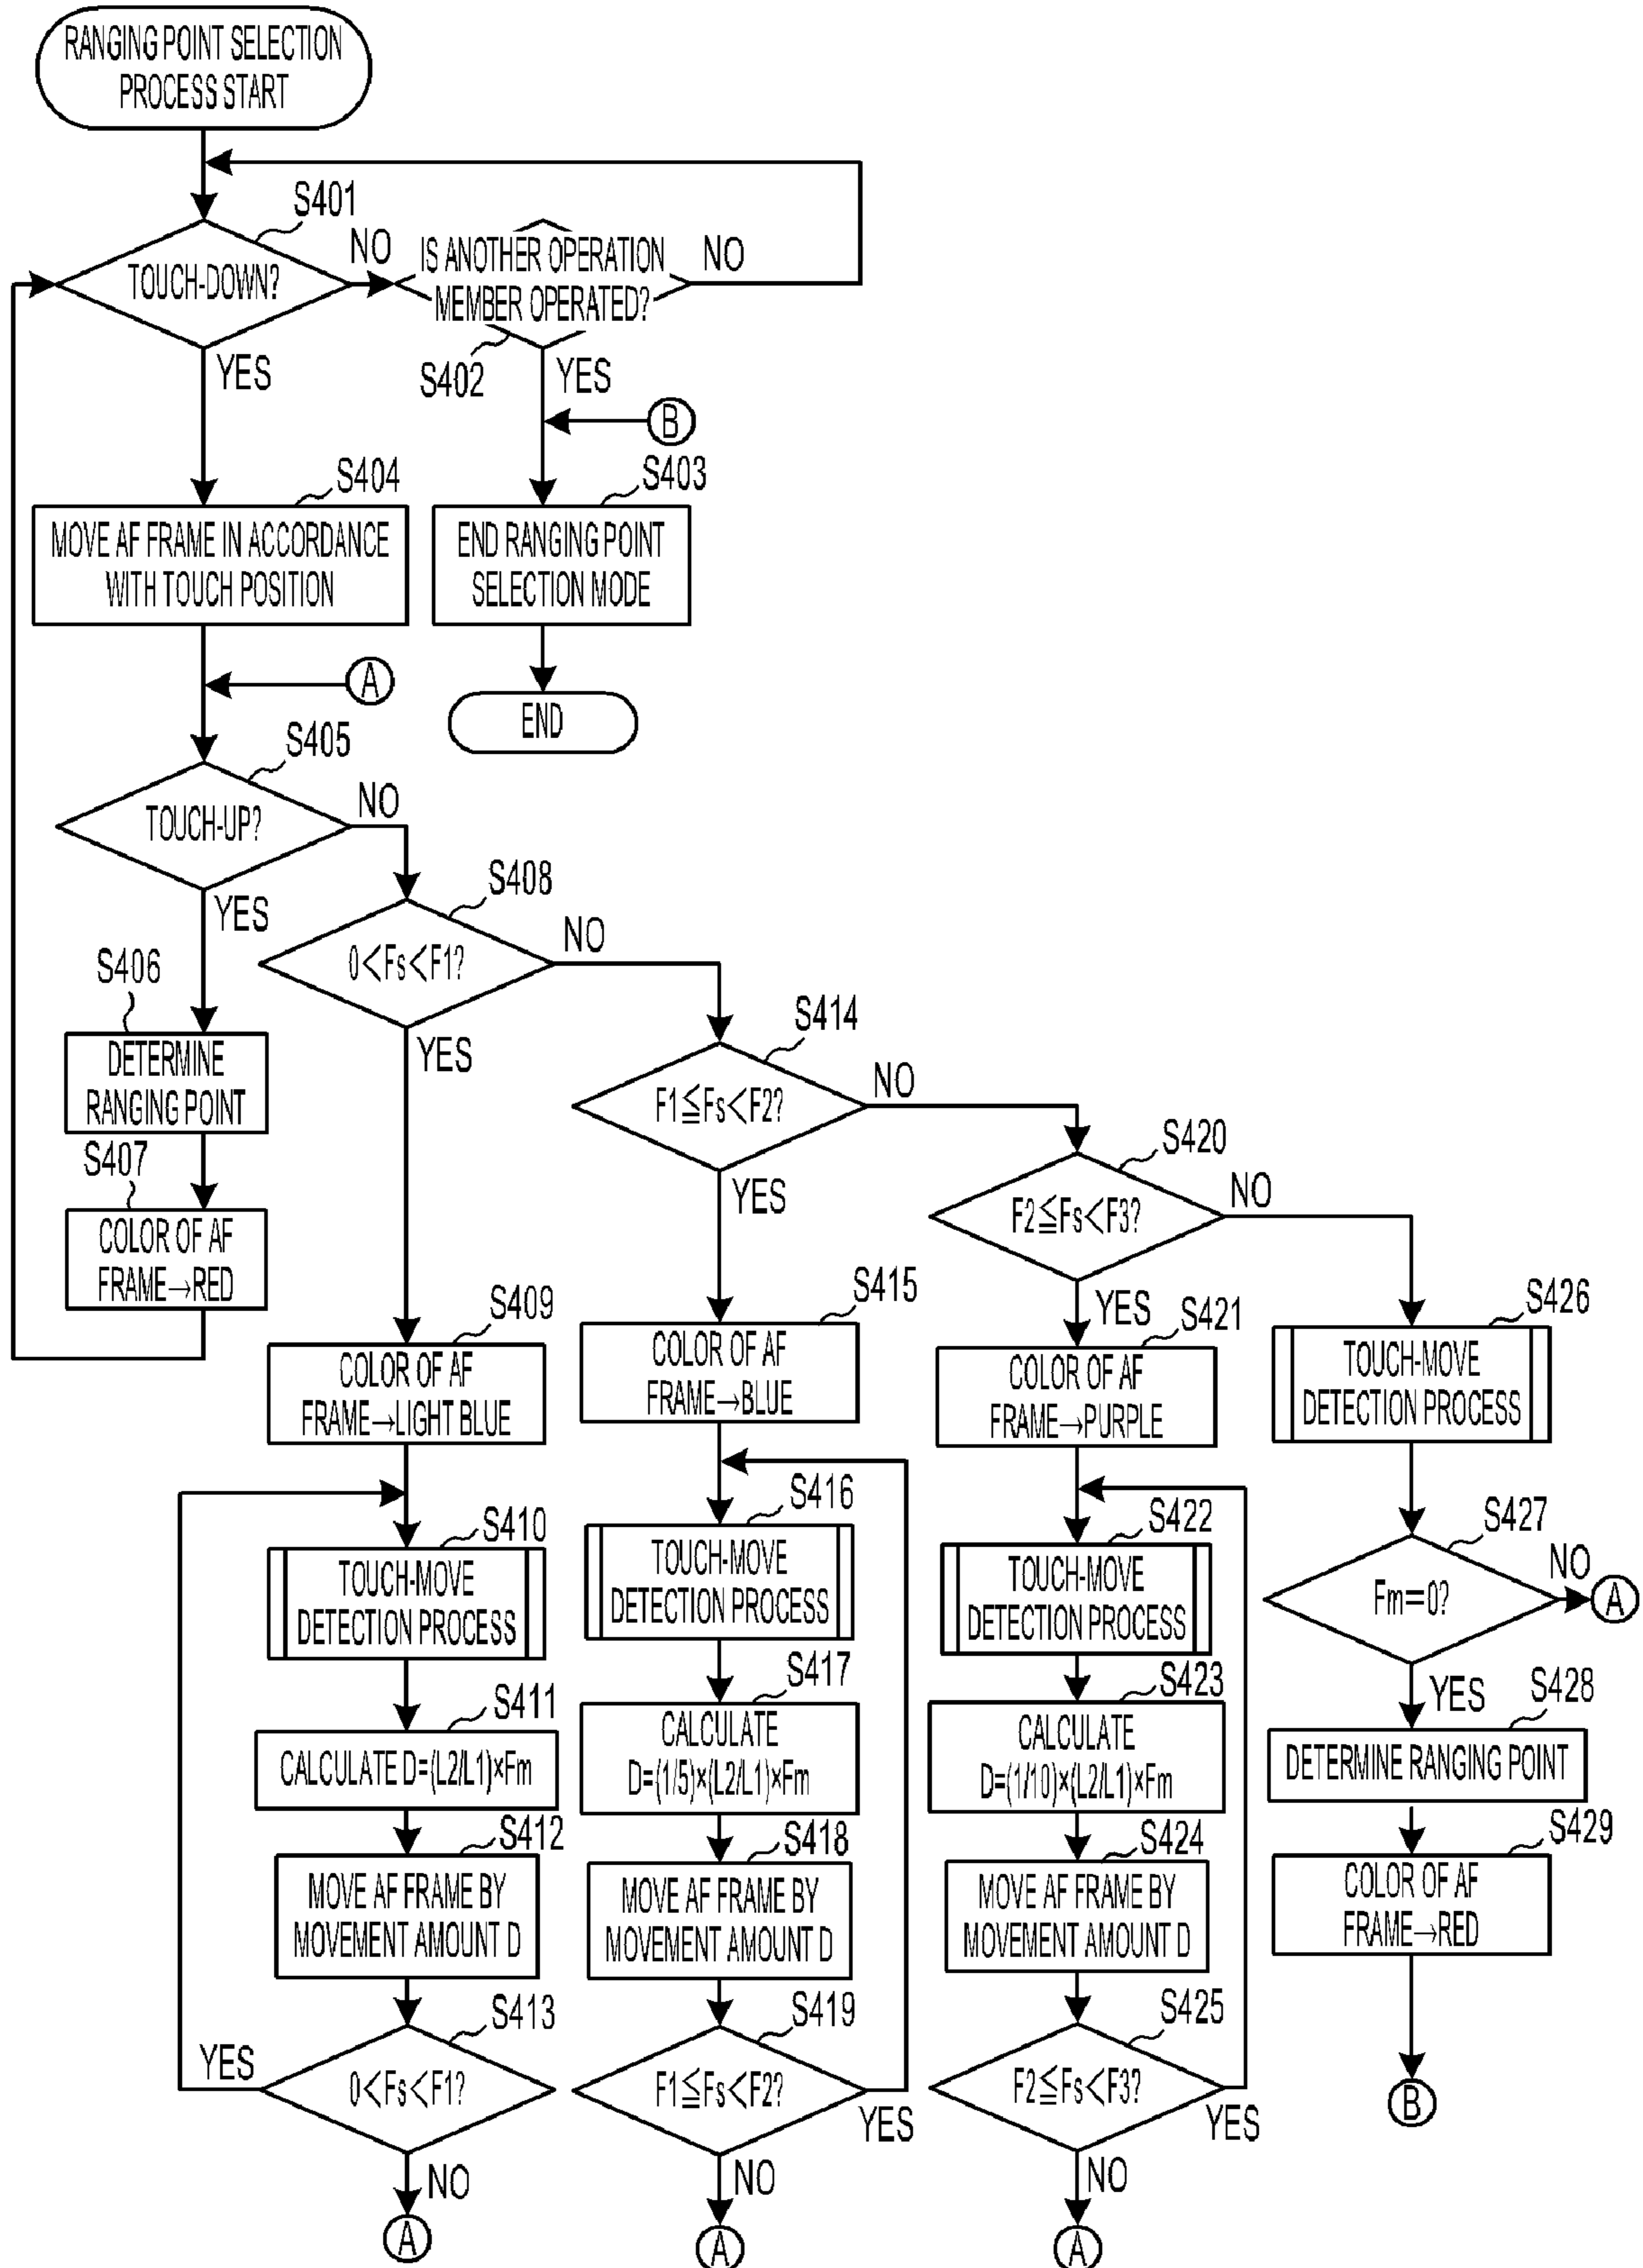 RANGING POINT SELECTION
PROCESS START
S401
TOUCH-DOWN?
NO
YES
IS ANOTHER OPERATION
MEMBER OPERATED?
NO
S402
YES
B
S403
END RANGING POINT
SELECTION MODE
END
S404
MOVE AF FRAME IN ACCORDANCE
WITH TOUCH POSITION
A
S405
TOUCH-UP?
NO
YES
S406
DETERMINE
RANGING POINT
S407
COLOR OF AF
FRAME→RED
S408
0<Fs<F1?
NO
YES
S409
COLOR OF AF
FRAME→LIGHT BLUE
S410
TOUCH-MOVE
DETECTION PROCESS
S411
CALCULATE D=(L2/L1)×Fm
S412
MOVE AF FRAME BY
MOVEMENT AMOUNT D
S413
0<Fs<F1?
YES
NO
A
S414
F1≦Fs<F2?
NO
YES
S415
COLOR OF AF
FRAME→BLUE
S416
TOUCH-MOVE
DETECTION PROCESS
S417
CALCULATE
D=(1/5)×(L2/L1)×Fm
S418
MOVE AF FRAME BY
MOVEMENT AMOUNT D
S419
F1≦Fs<F2?
YES
NO
A
S420
F2≦Fs<F3?
NO
YES
S421
COLOR OF AF
FRAME→PURPLE
S422
TOUCH-MOVE
DETECTION PROCESS
S423
CALCULATE
D=(1/10)×(L2/L1)×Fm
S424
MOVE AF FRAME BY
MOVEMENT AMOUNT D
S425
F2≦Fs<F3?
YES
NO
A
S426
TOUCH-MOVE
DETECTION PROCESS
S427
Fm=0?
NO
A
YES
S428
DETERMINE RANGING POINT
S429
COLOR OF AF
FRAME→RED
B